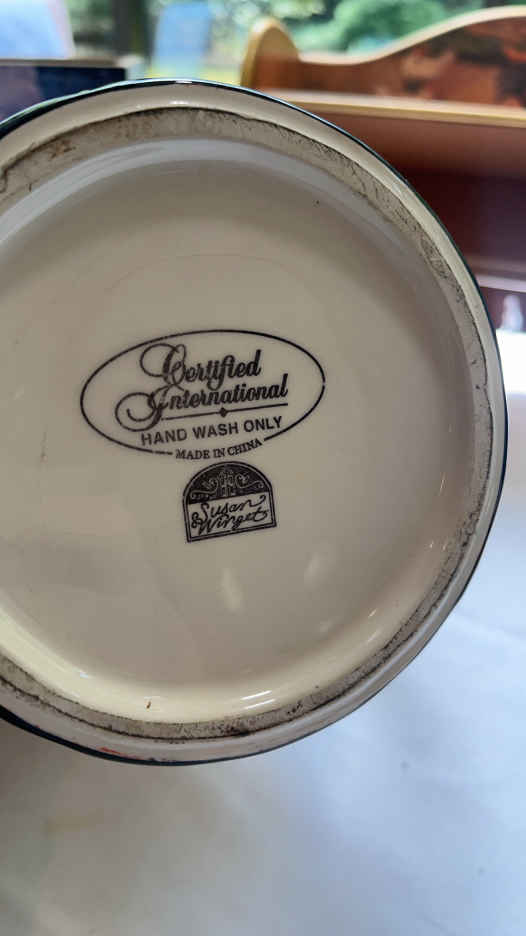 Certified
International
HAND WASH ONLY
MADE IN CHINA
Susan
Winget